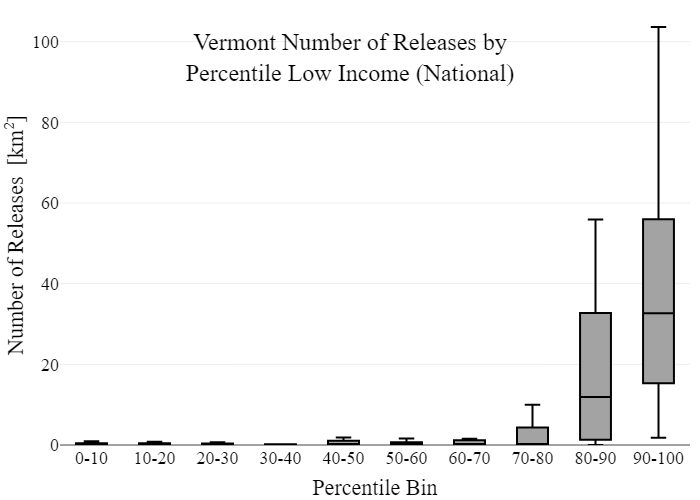 Vermont Number of Releases by
Percentile Low Income (National)
Number of Releases [km²]
100
80
60
40
20
0
0-10 10-20 20-30 30-40 40-50 50-60 60-70 70-80 80-90 90-100
Percentile Bin